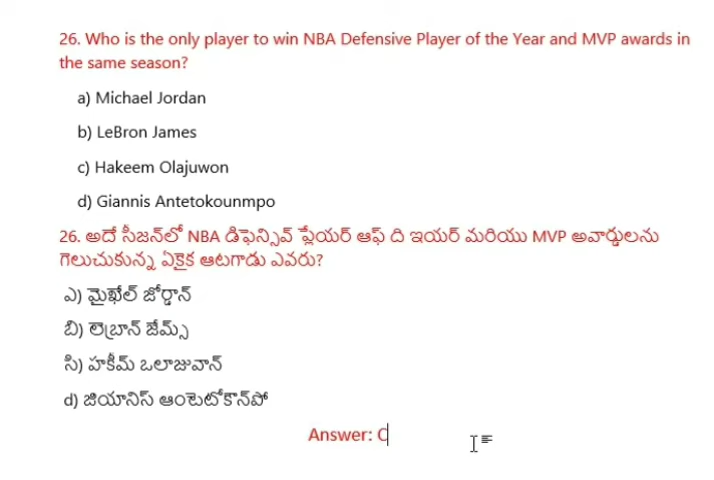 26. Who is the only player to win NBA Defensive Player of the Year and MVP awards in
the same season?
a) Michael Jordan
b) LeBron James
c) Hakeem Olajuwon
d) Giannis Antetokounmpo
26. అదే సీజన్‌లో NBA డిఫెన్సివ్ ప్లేయర్ ఆఫ్ ది ఇయర్ మరియు MVP అవార్డులను
గెలుచుకున్న ఏకైక ఆటగాడు ఎవరు?
ఎ) మైఖేల్ జోర్డాన్
బి) లెబ్రాన్ జేమ్స్
సి) హకీమ్ ఒలాజువాన్
d) జియానిస్ ఆంటెటోకౌన్‌పో
Answer: C